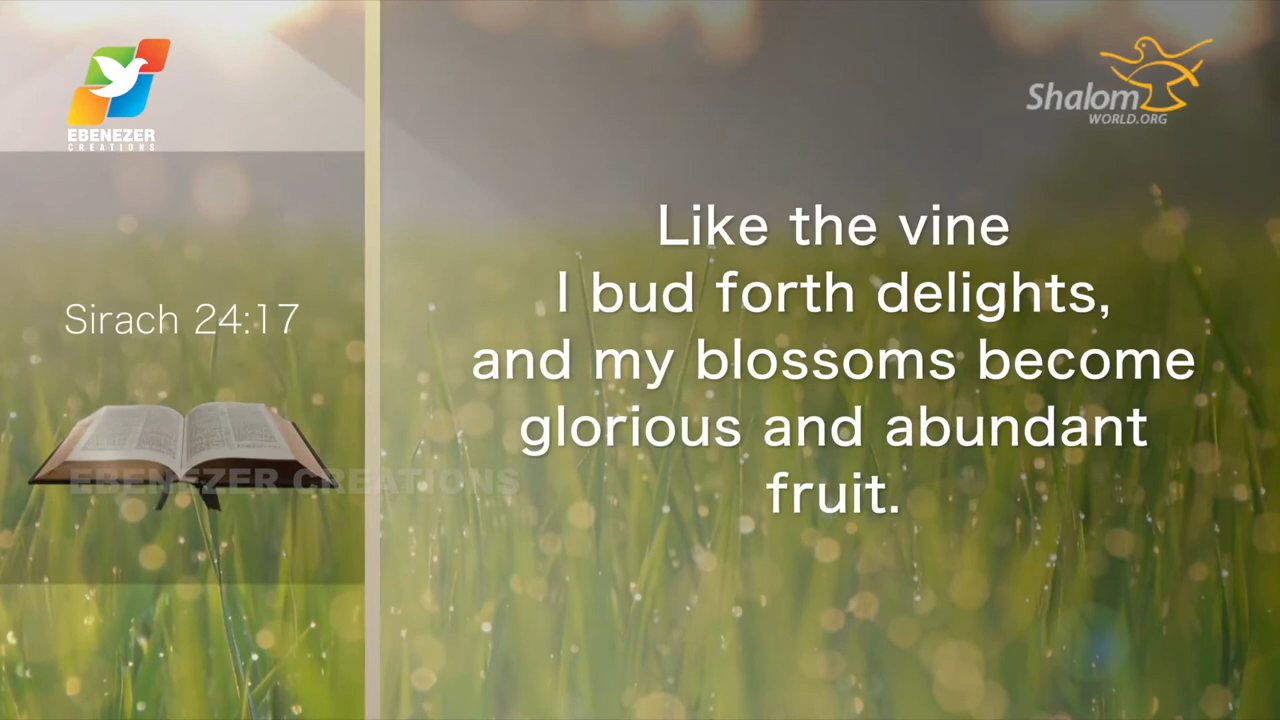 EBENEZER
CREATIONS
Shalom
WORLD.ORG
Sirach 24:17
Like the vine
I bud forth delights,
and my blossoms become
glorious and abundant
fruit.
EBENEZER CREATIONS